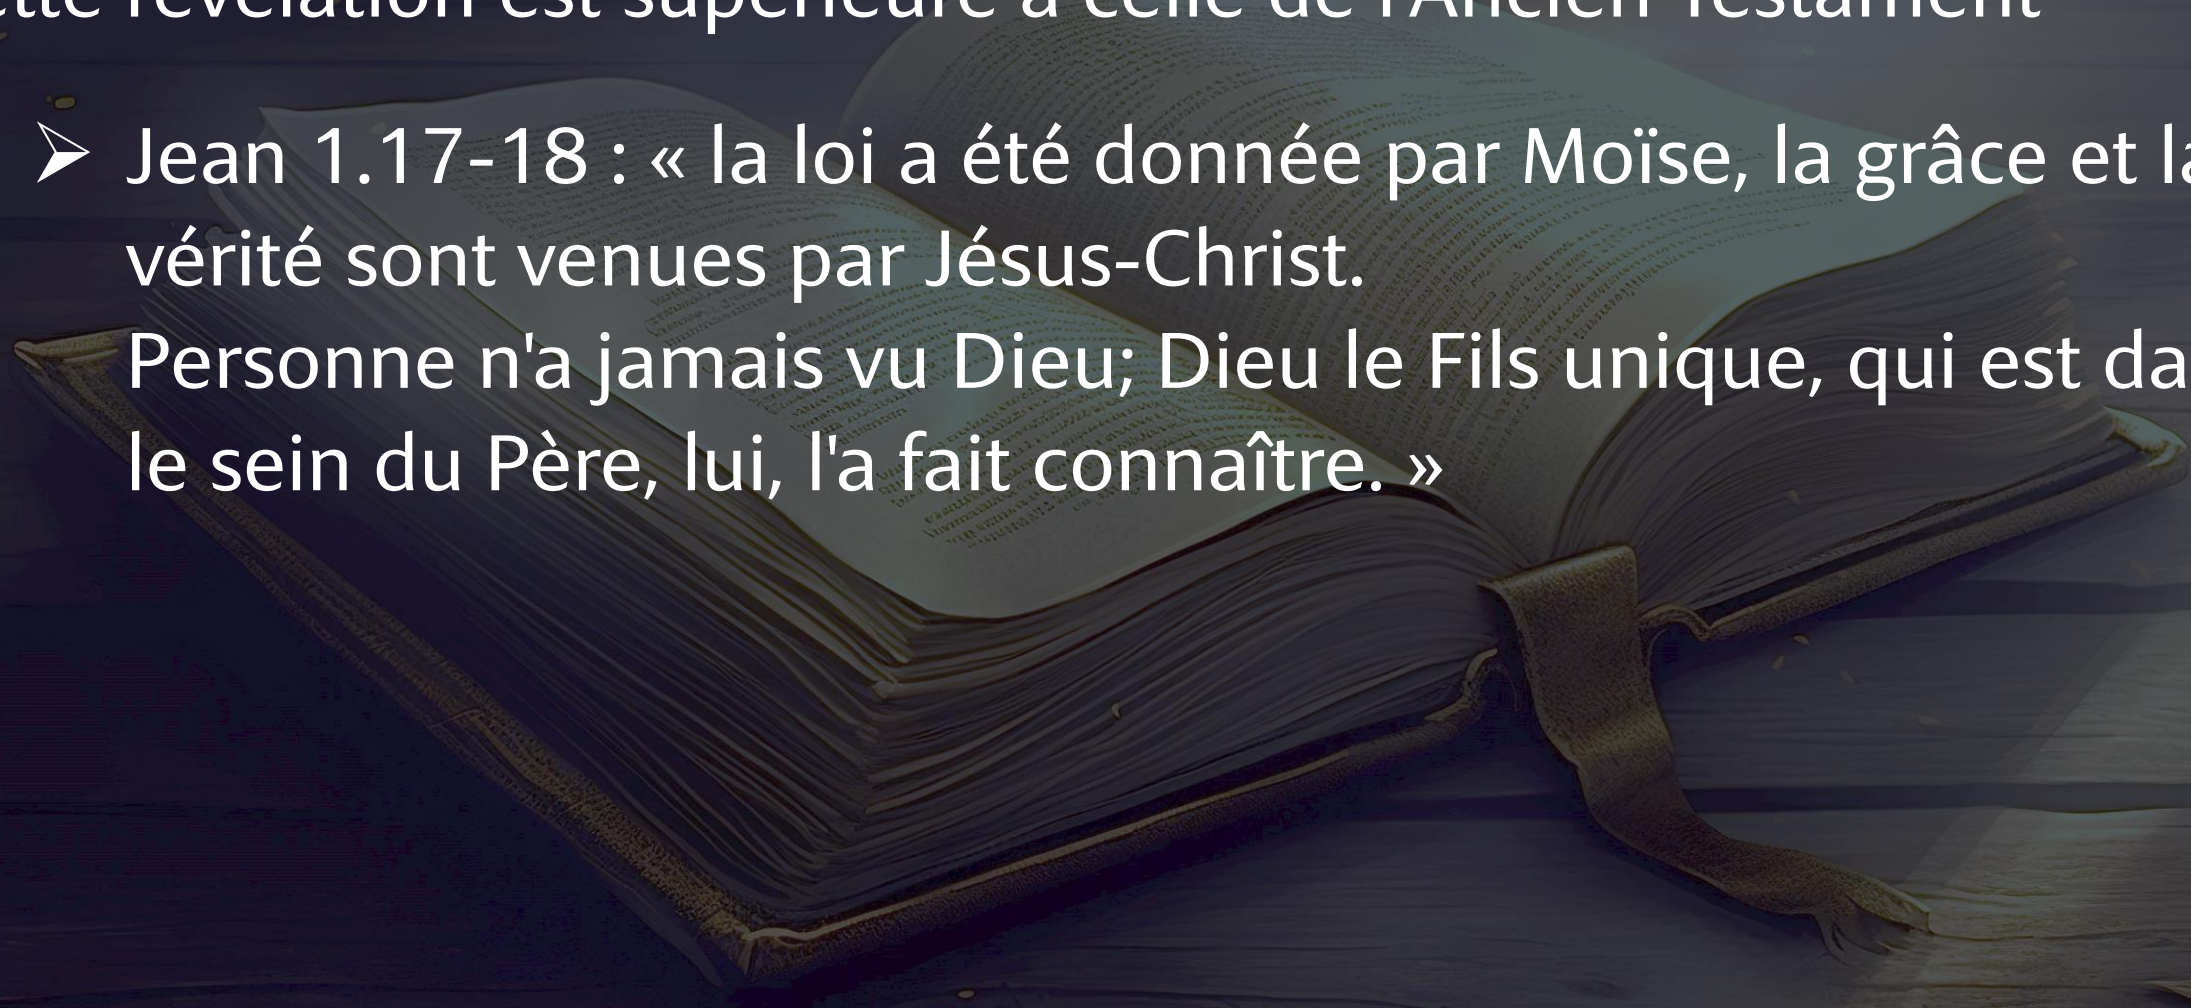 révélation est supérieure à celle de l'Ancien Testament
➢ Jean 1.17-18 : « la loi a été donnée par Moïse, la grâce et la
vérité sont venues par Jésus-Christ.
Personne n'a jamais vu Dieu; Dieu le Fils unique, qui est da
le sein du Père, lui, l'a fait connaître. »